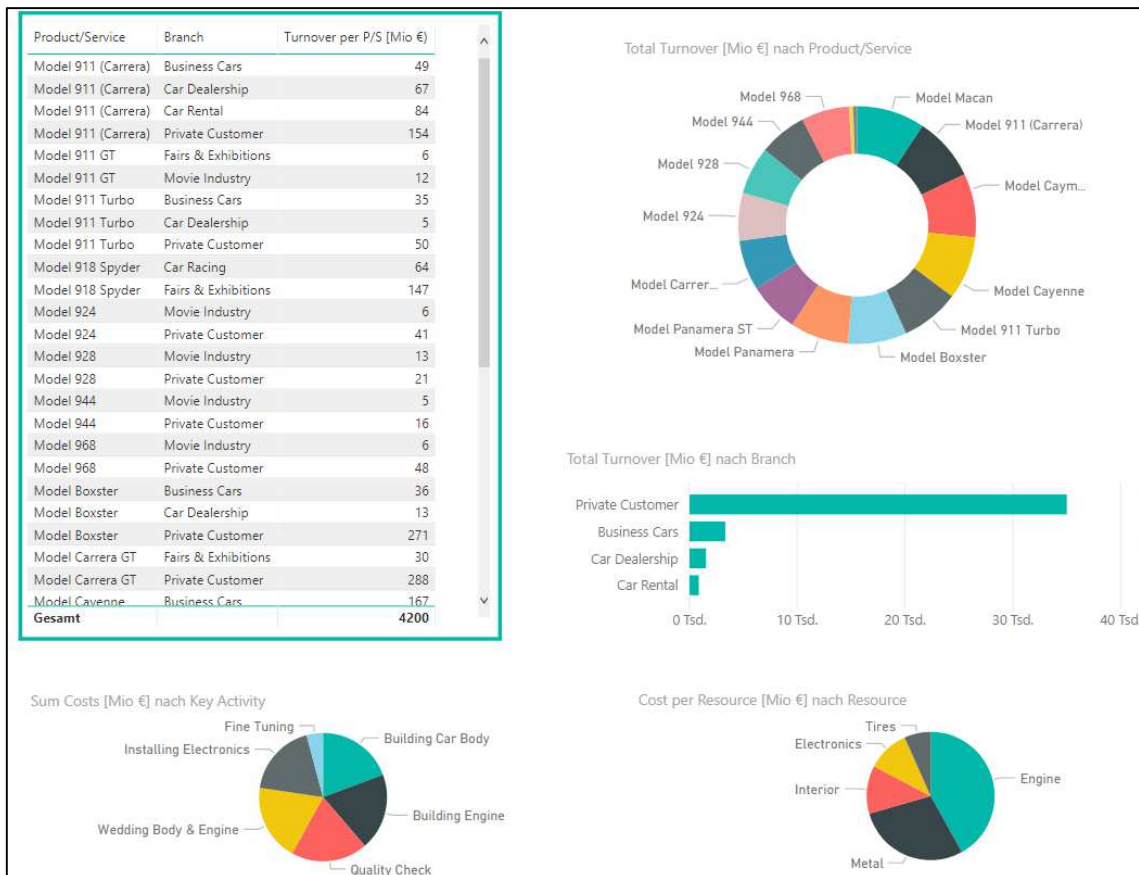 Product/Service Branch Turnover per P/S [Mio €]
Model 911 (Carrera) Business Cars 49
Model 911 (Carrera) Car Dealership 67
Model 911 (Carrera) Car Rental 84
Model 911 (Carrera) Private Customer 154
Model 911 GT Fairs & Exhibitions 6
Model 911 GT Movie Industry 12
Model 911 Turbo Business Cars 35
Model 911 Turbo Car Dealership 5
Model 911 Turbo Private Customer 50
Model 918 Spyder Car Racing 64
Model 918 Spyder Fairs & Exhibitions 147
Model 924 Movie Industry 6
Model 924 Private Customer 41
Model 928 Movie Industry 13
Model 928 Private Customer 21
Model 944 Movie Industry 5
Model 944 Private Customer 16
Model 968 Movie Industry 6
Model 968 Private Customer 48
Model Boxster Business Cars 36
Model Boxster Car Dealership 13
Model Boxster Private Customer 271
Model Carrera GT Fairs & Exhibitions 30
Model Carrera GT Private Customer 288
Model Cayenne Business Cars 167
Gesamt 4200
Total Turnover [Mio €] nach Product/Service
Model 968
Model Macan
Model 944
Model 911 (Carrera)
Model 928
Model Caym...
Model 924
Model Carrer...
Model Cayenne
Model Panamera ST
Model 911 Turbo
Model Panamera
Model Boxster
Total Turnover [Mio €] nach Branch
Private Customer
Business Cars
Car Dealership
Car Rental
0 Tsd. 10 Tsd. 20 Tsd. 30 Tsd. 40 Tsd.
Sum Costs [Mio €] nach Key Activity
Fine Tuning
Building Car Body
Installing Electronics
Building Engine
Wedding Body & Engine
Quality Check
Cost per Resource [Mio €] nach Resource
Tires
Electronics
Engine
Interior
Metal